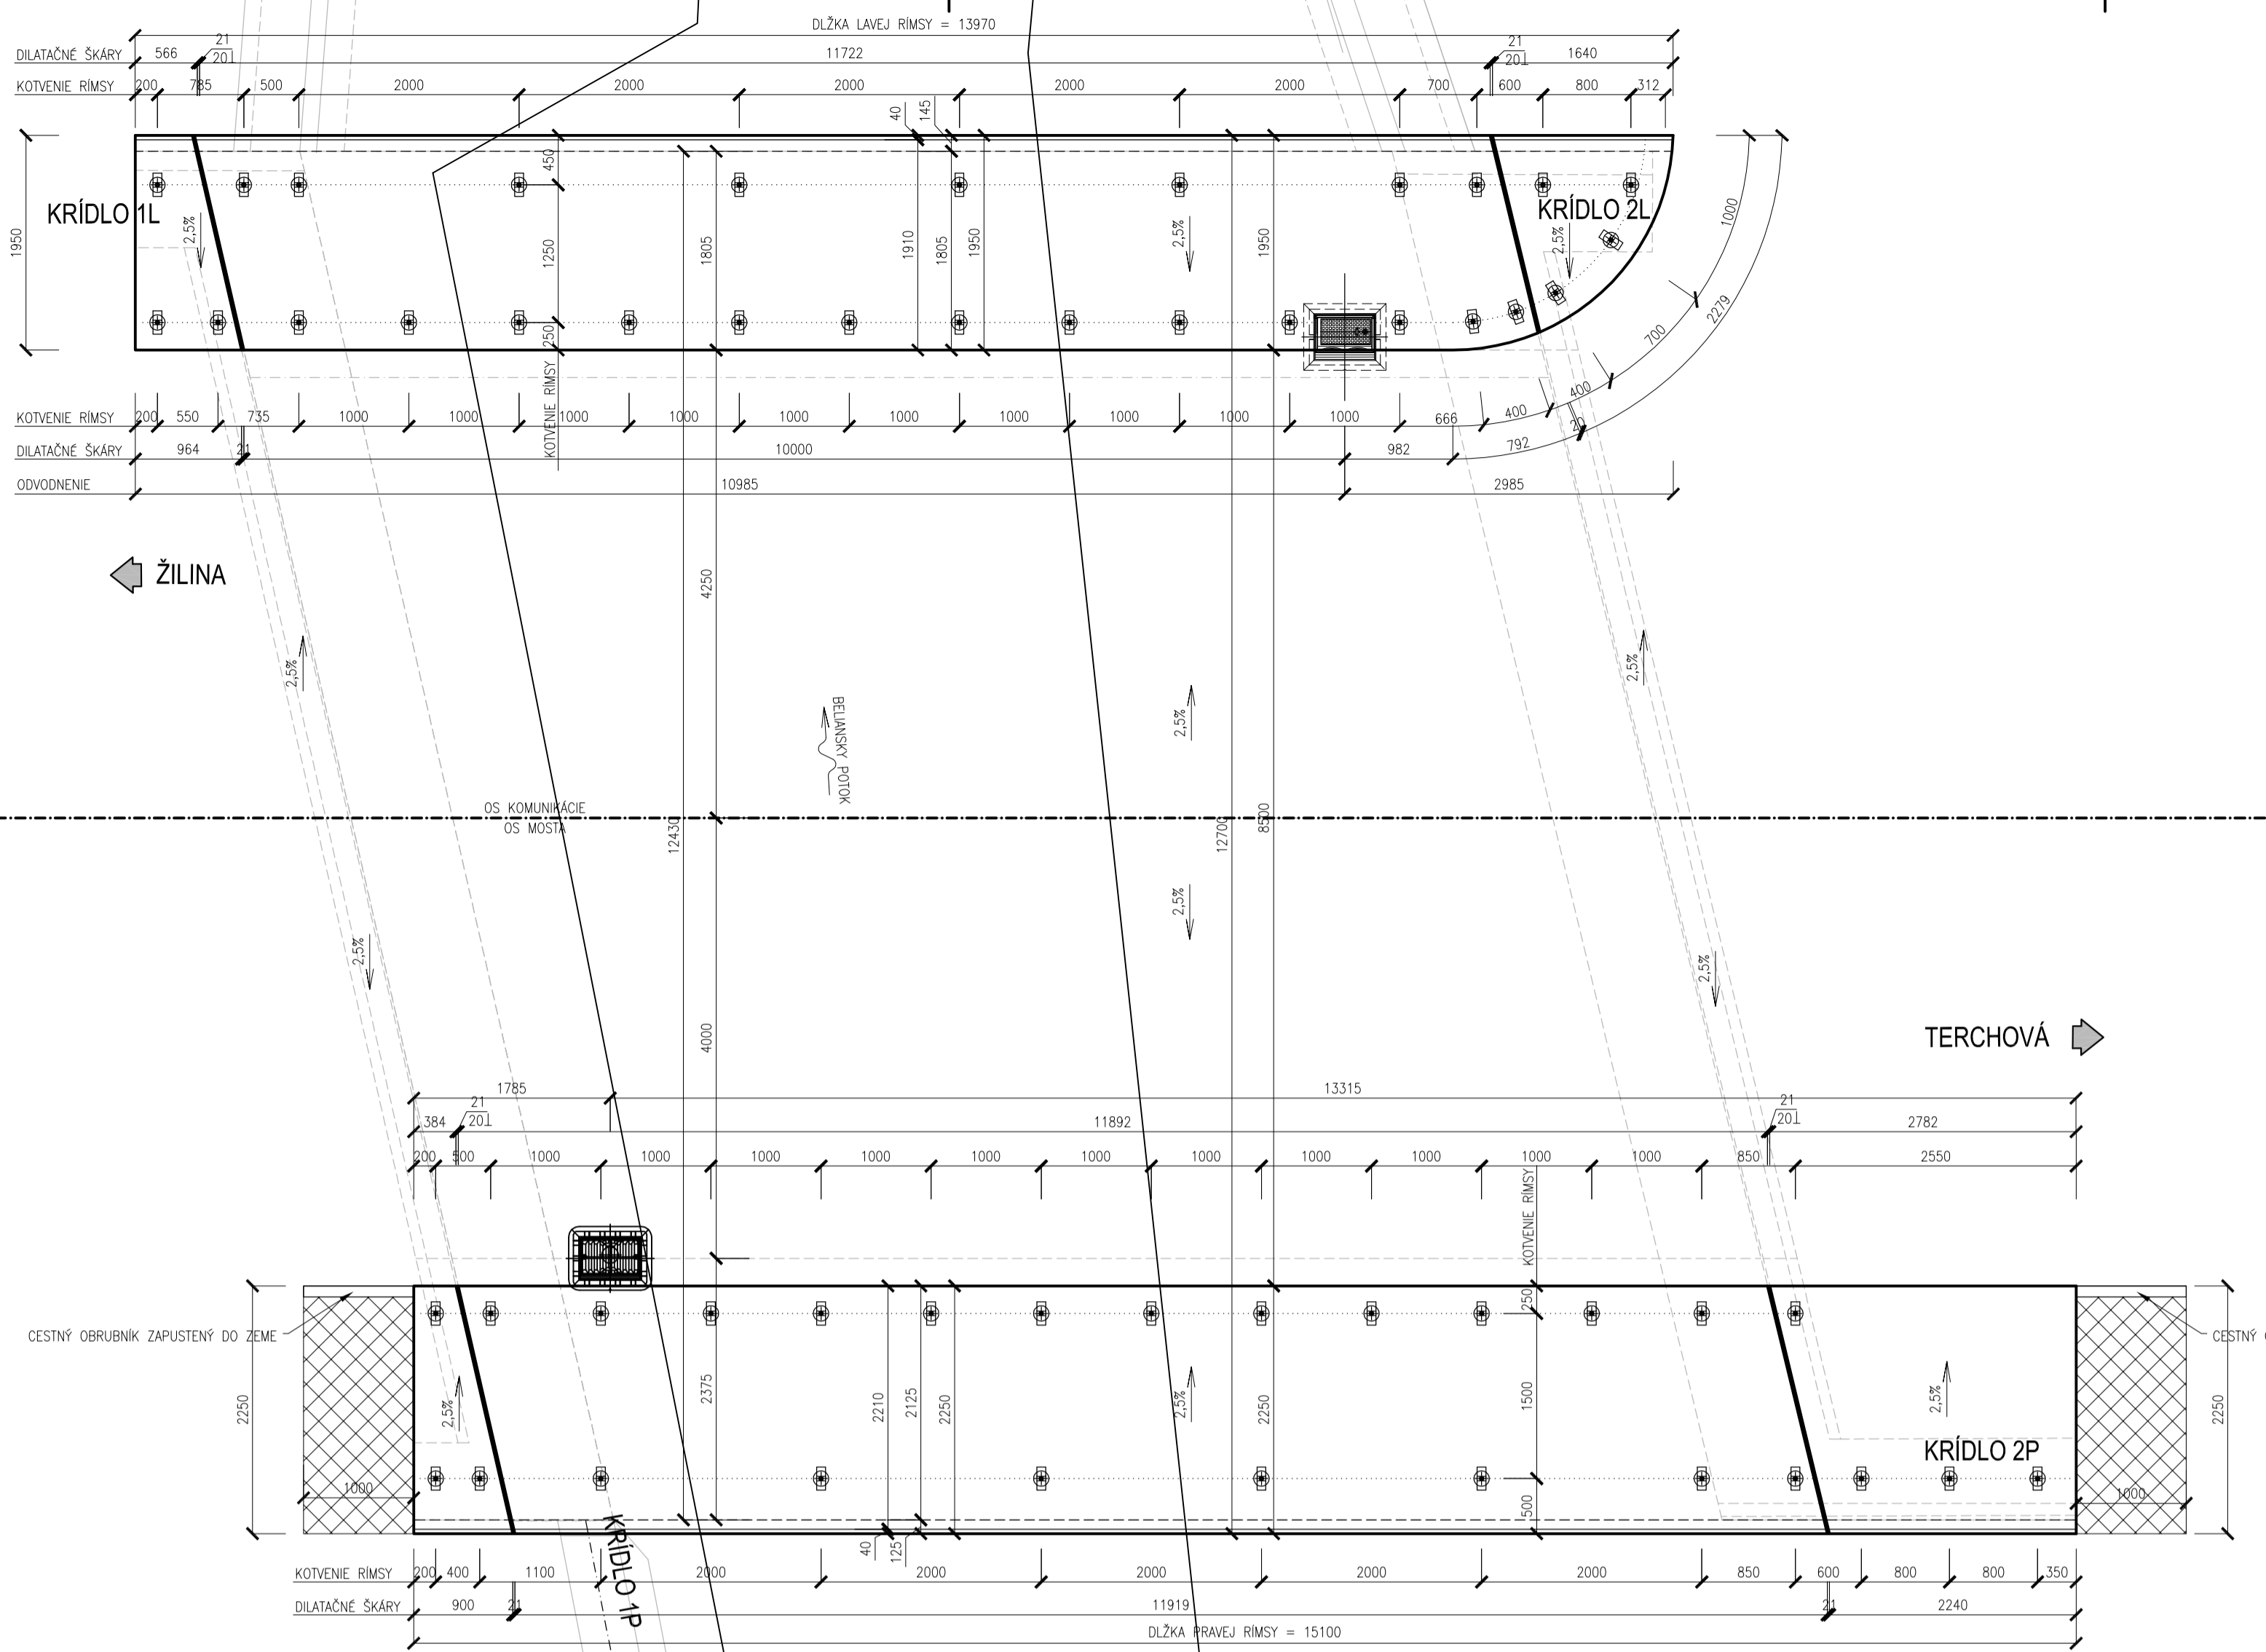 DLŽKA LAVEJ RÍMSY = 13970
DILATAČNÉ ŠKÁRY 566 21 20⊥ 11722 21 20⊥ 1640
KOTVENIE RÍMSY 200 785 500 2000 2000 2000 2000 2000 700 600 800 312
40 145
450
KRÍDLO 1L 2,5% 2,5% KRÍDLO 2L 2,5%
1950 1250 1805 1910 1805 1950 1950 1000
250 2279
700
KOTVENIE RÍMSY
400
KOTVENIE RÍMSY 200 550 735 1000 1000 1000 1000 1000 1000 1000 1000 1000 1000 666 400
20
DILATAČNÉ ŠKÁRY 964 21 10000 982 792
ODVODNENIE 10985 2985
ŽILINA 4250
2,5% 2,5%
2,5%
BELIANSKY POTOK
OS KOMUNIKÁCIE
OS MOSTA
12430 12700 8500
2,5%
2,5% 2,5%
4000 TERCHOVÁ
1785 13315
384 21 20⊥ 11892 21 20⊥ 2782
200 500 1000 1000 1000 1000 1000 1000 1000 1000 1000 1000 1000 850 2550
KOTVENIE RÍMSY
250
CESTNÝ OBRUBNÍK ZAPUSTENÝ DO ZEME CESTNÝ
2250 2,5% 2375 2210 2125 2250 2,5% 2250 1500 2,5% 2250
KRÍDLO 2P
1000 500 1000
40 125
KRÍDLO 1P
KOTVENIE RÍMSY 200 400 1100 2000 2000 2000 2000 2000 850 600 800 800 350
DILATAČNÉ ŠKÁRY 900 21 11919 21 2240
DLŽKA PRAVEJ RÍMSY = 15100